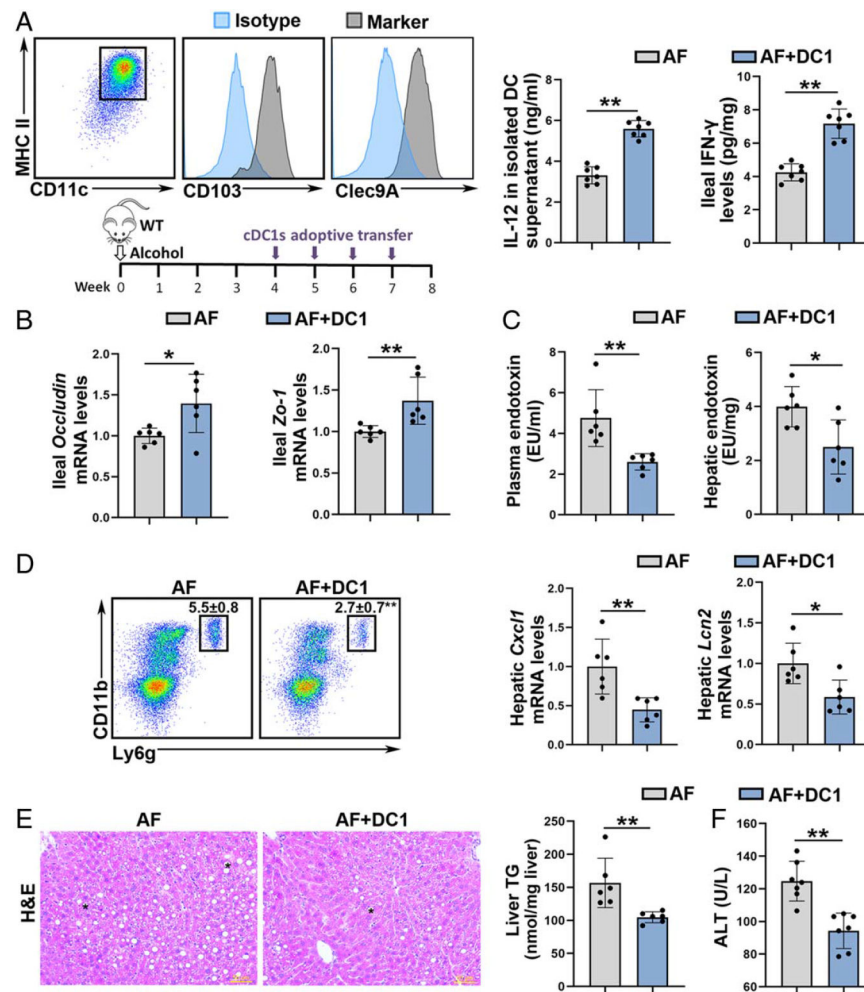 A
Isotype
Marker
MHC II
CD11c
CD103
Clec9A
WT
Alcohol
cDC1s adoptive transfer
Week 0 1 2 3 4 5 6 7 8
AF
AF+DC1
IL-12 in isolated DC
supernatant (ng/ml)
8
6
4
2
0
**
Ileal IFN-γ
levels (pg/mg)
10
8
6
4
2
0
**
B
AF
AF+DC1
Ileal Occludin
mRNA levels
2.0
1.5
1.0
0.5
0.0
*
Ileal Zo-1
mRNA levels
2.0
1.5
1.0
0.5
0.0
**
C
AF
AF+DC1
Plasma endotoxin
(EU/ml)
8
6
4
2
0
**
Hepatic endotoxin
(EU/mg)
6
4
2
0
*
D
AF
AF+DC1
5.5±0.8
2.7±0.7**
CD11b
Ly6g
AF
AF+DC1
Hepatic Cxcl1
mRNA levels
2.0
1.5
1.0
0.5
0.0
**
Hepatic Lcn2
mRNA levels
2.0
1.5
1.0
0.5
0.0
*
E
AF
AF+DC1
H&E
*
*
*
AF
AF+DC1
Liver TG
(nmol/mg liver)
250
200
150
100
50
0
**
F
ALT (U/L)
160
140
120
100
80
60
**